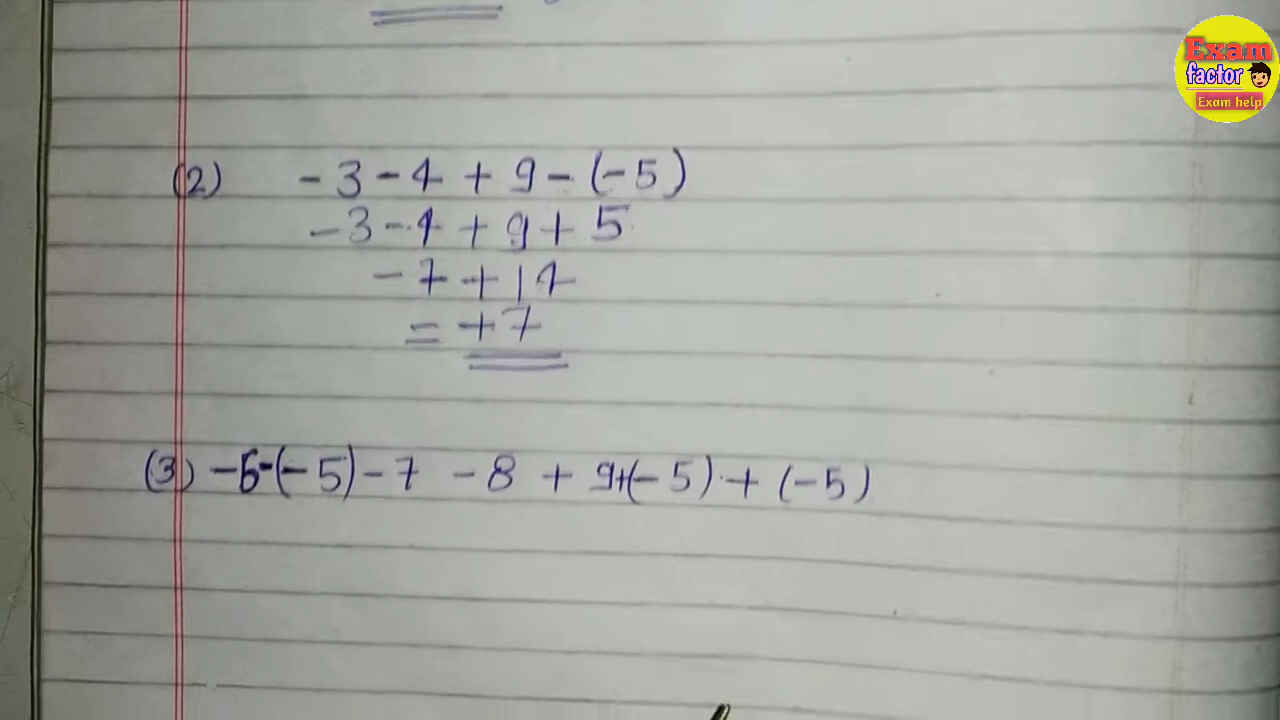 Exam
factor
Exam help
(2) -3-4+9-(-5)
-3-4+9+5
-7+14
= +7
(3) -5-(-5)-7 -8 + 9+(-5)+(-5)